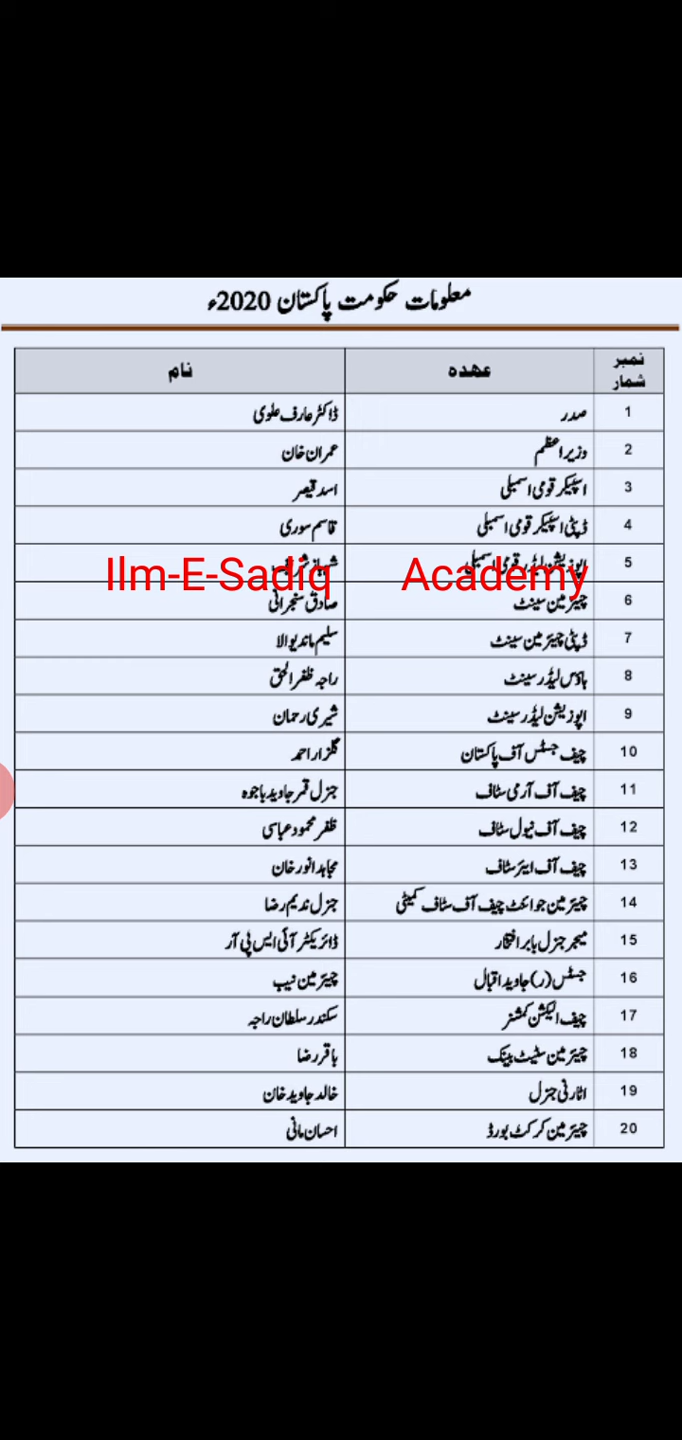 معلومات حکومت پاکستان 2020ء
نمبر شمار عہدہ نام
1 صدر ڈاکٹر عارف علوی
2 وزیراعظم عمران خان
3 اسپیکر قومی اسمبلی اسد قیصر
4 ڈپٹی اسپیکر قومی اسمبلی قاسم سوری
5 اپوزیشن لیڈر قومی اسمبلی شہباز شریف
Ilm-E-Sadiq Academy
6 چیئرمین سینٹ صادق سنجرانی
7 ڈپٹی چیئرمین سینٹ سلیم مانڈیوالا
8 ہاؤس لیڈر سینٹ راجہ ظفر الحق
9 اپوزیشن لیڈر سینٹ شیری رحمان
10 چیف جسٹس آف پاکستان گلزار احمد
11 چیف آف آرمی سٹاف جنرل قمر جاوید باجوہ
12 چیف آف نیول سٹاف ظفر محمود عباسی
13 چیف آف ایئر سٹاف مجاہد انور خان
14 چیئرمین جوائنٹ چیف آف سٹاف کمیٹی جنرل ندیم رضا
15 میجر جنرل بابر افتخار ڈائریکٹر آئی ایس پی آر
16 جسٹس (ر) جاوید اقبال چیئرمین نیب
17 چیف الیکشن کمشنر سکندر سلطان راجہ
18 چیئرمین سٹیٹ بینک باقر رضا
19 اٹارنی جنرل خالد جاوید خان
20 چیئرمین کرکٹ بورڈ احسان مانی